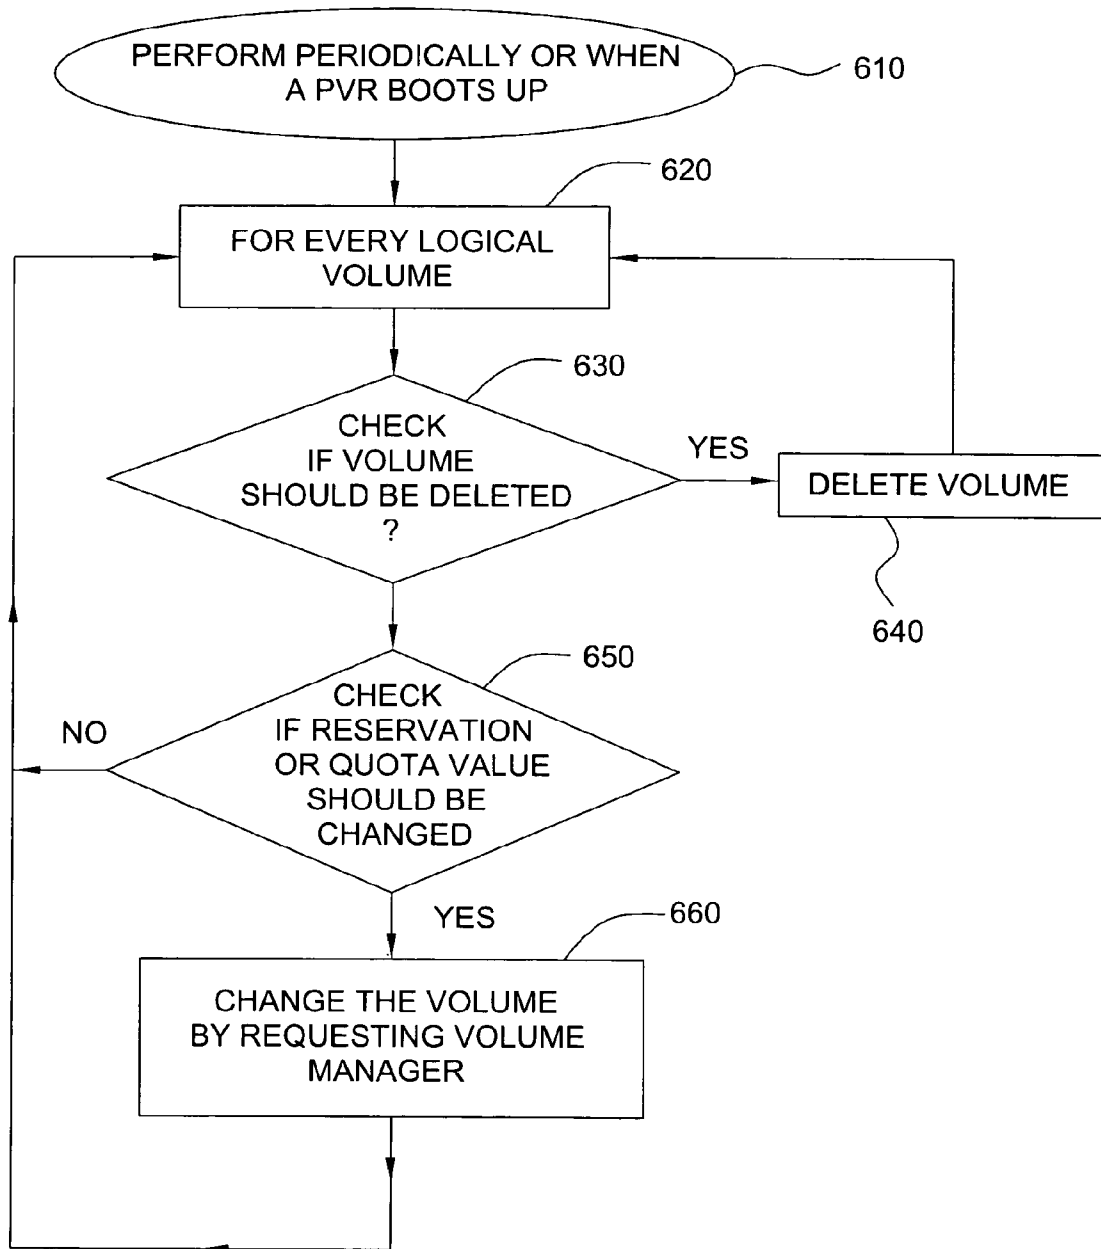 PERFORM PERIODICALLY OR WHEN
A PVR BOOTS UP
610
620
FOR EVERY LOGICAL
VOLUME
630
CHECK
IF VOLUME
SHOULD BE DELETED
?
YES
DELETE VOLUME
640
650
CHECK
IF RESERVATION
OR QUOTA VALUE
SHOULD BE
CHANGED
NO
YES
660
CHANGE THE VOLUME
BY REQUESTING VOLUME
MANAGER